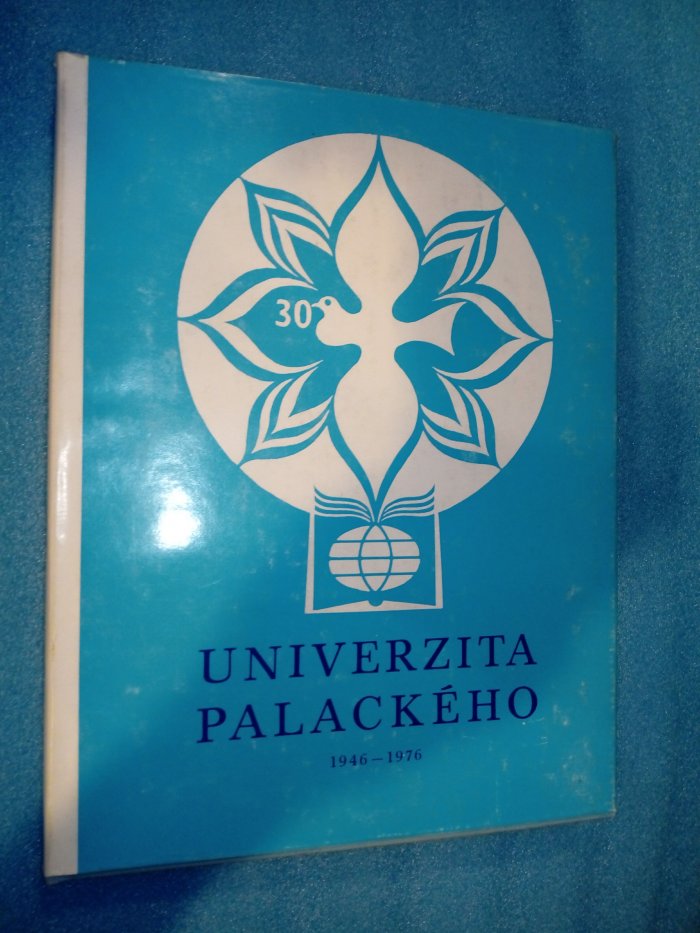 30
UNIVERZITA
PALACKÉHO
1946 – 1976